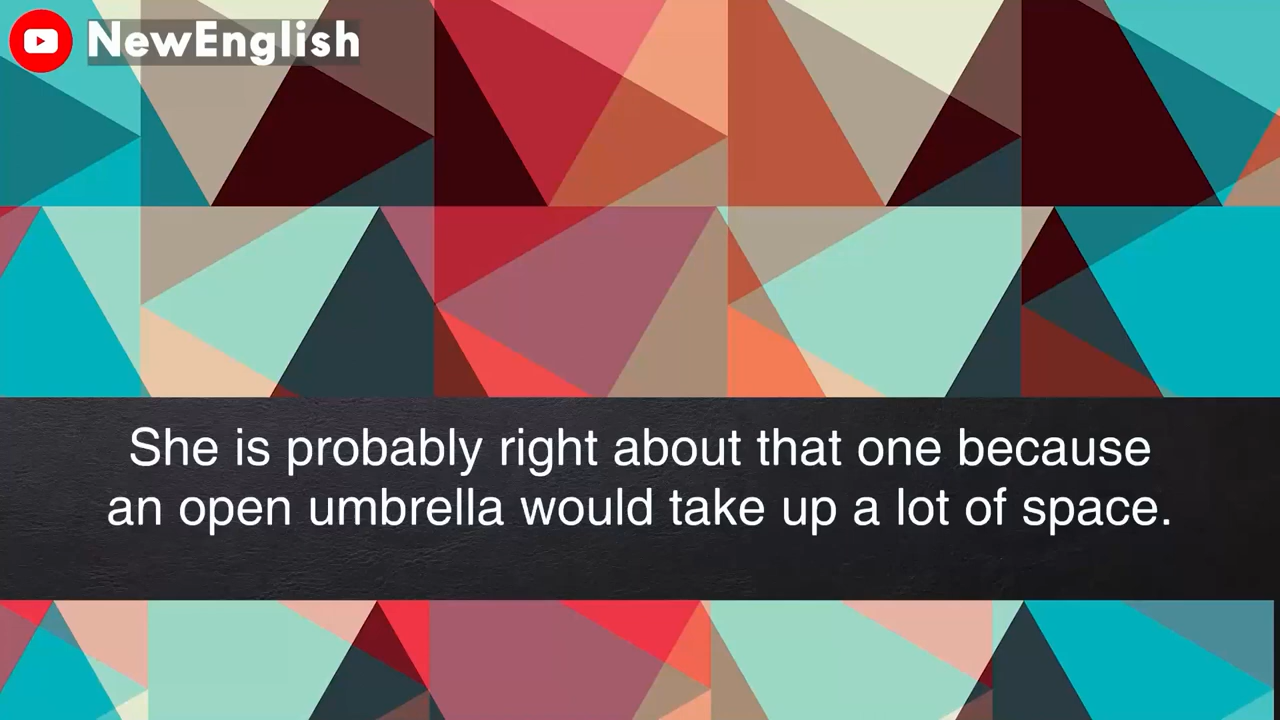 NewEnglish
She is probably right about that one because
an open umbrella would take up a lot of space.